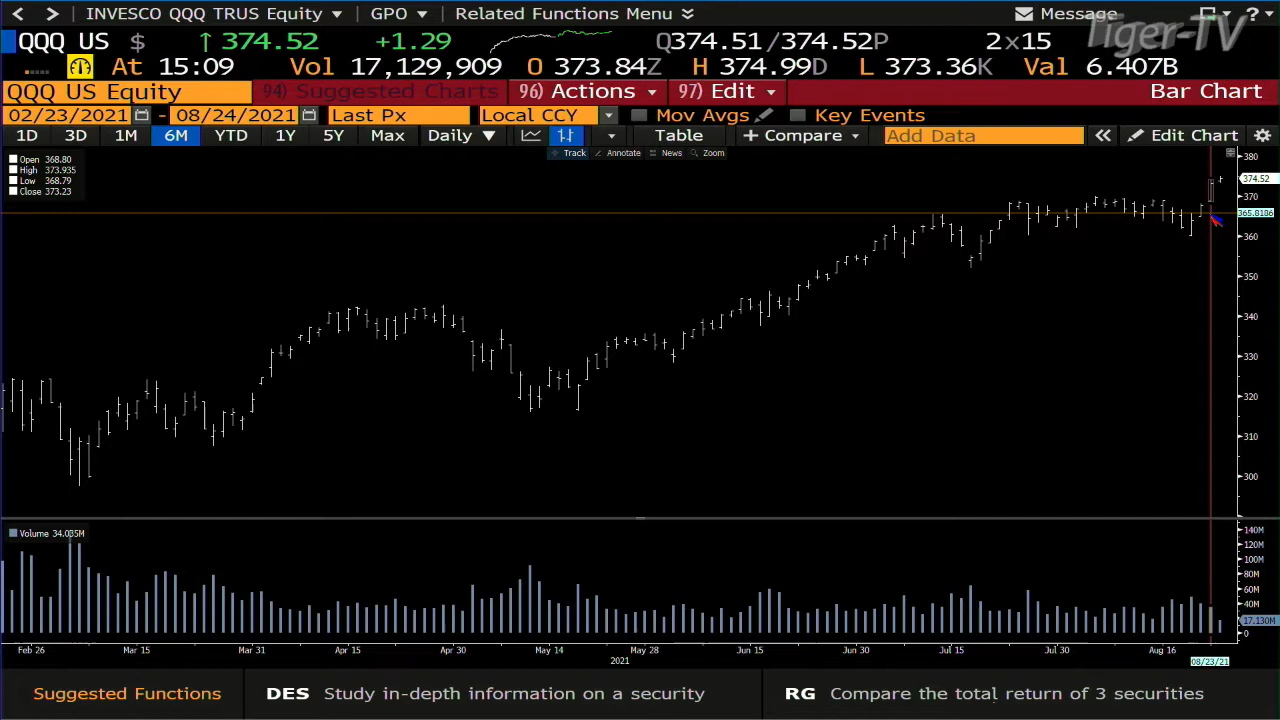 < > INVESCO QQQ TRUS Equity GPO Related Functions Menu Message ?
QQQ US $ ↑ 374.52 +1.29 Q374.51/374.52P 2×15
Tiger-TV
At 15:09 Vol 17,129,909 O 373.84Z H 374.99D L 373.36K Val 6.407B
QQQ US Equity 94) Suggested Charts 96) Actions 97) Edit Bar Chart
02/23/2021 - 08/24/2021 Last Px Local CCY Mov Avgs Key Events
1D 3D 1M 6M YTD 1Y 5Y Max Daily ▼ Table + Compare Add Data « Edit Chart
Track Annotate News Zoom
Open 368.80
High 373.935
Low 368.79
Close 373.23
380
374.52
370
365.8186
360
350
340
330
320
310
300
Volume 34.035M
140M
120M
100M
80M
60M
40M
17.130M
0
Feb 26 Mar 15 Mar 31 Apr 15 Apr 30 May 14 May 28 Jun 15 Jun 30 Jul 15 Jul 30 Aug 16
2021
08/23/21
Suggested Functions DES Study in-depth information on a security RG Compare the total return of 3 securities